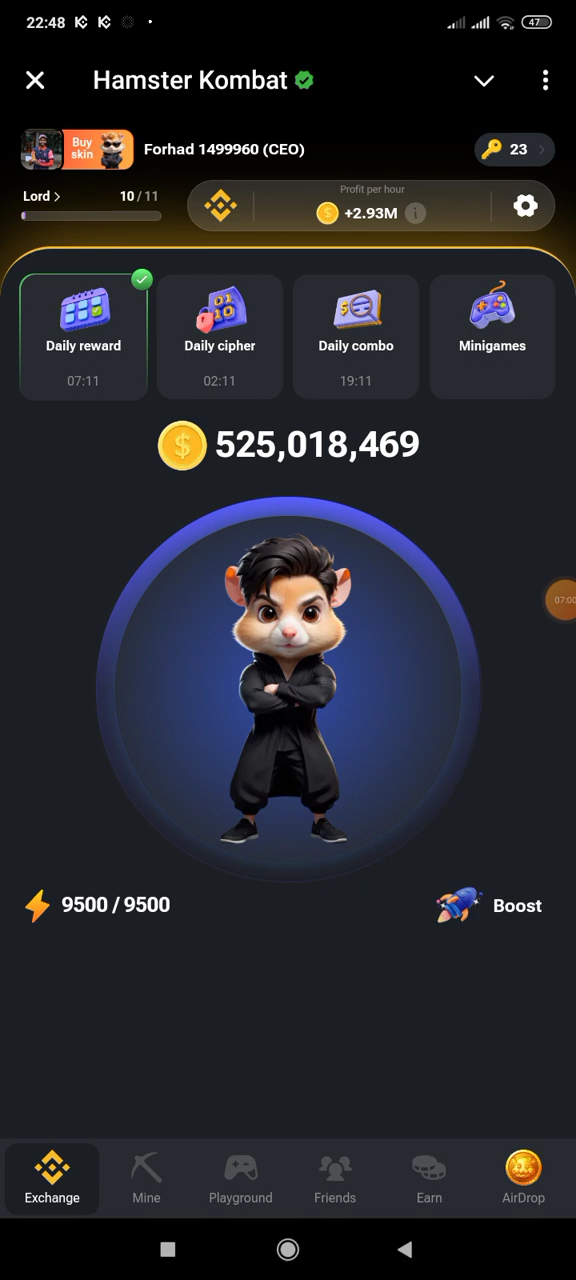 22:48
47
Hamster Kombat
Buy skin
Forhad 1499960 (CEO)
23
Lord >
10 / 11
Profit per hour
+2.93M
Daily reward
07:11
Daily cipher
02:11
Daily combo
19:11
Minigames
525,018,469
07:00
9500 / 9500
Boost
Exchange
Mine
Playground
Friends
Earn
AirDrop